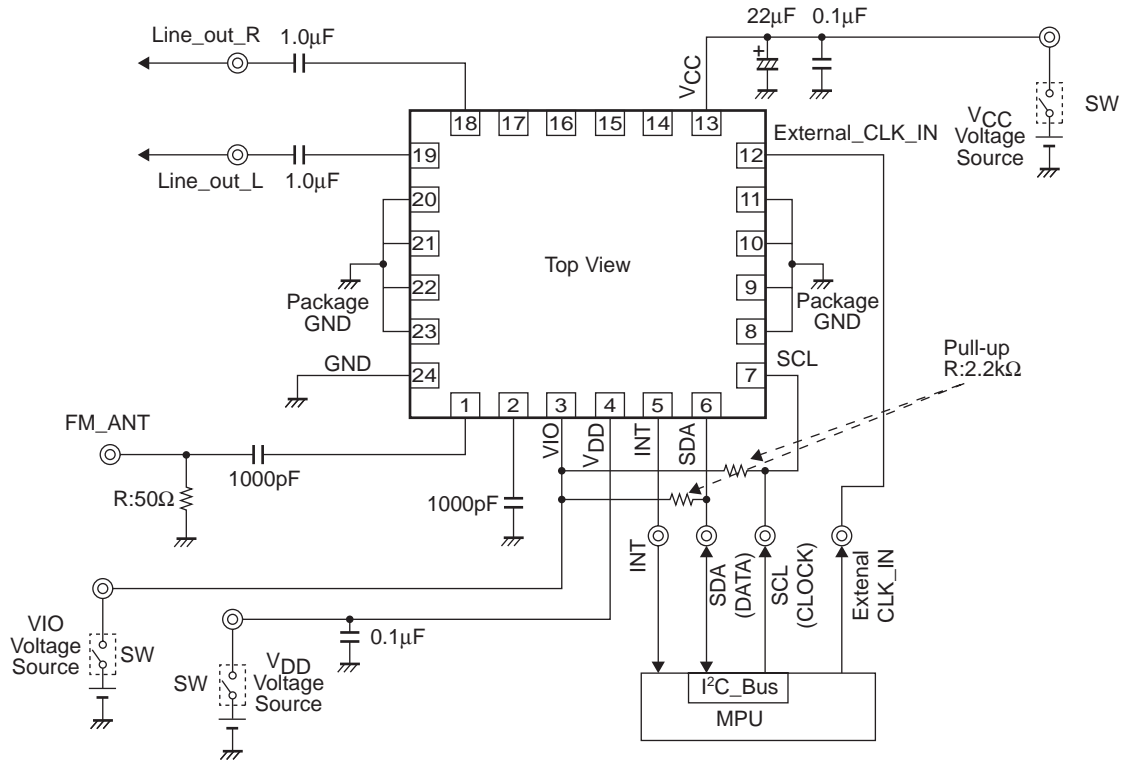 Line_out_R
1.0μF
22μF
0.1μF
+
VCC
SW
VCC
Voltage
Source
18
17
16
15
14
13
External_CLK_IN
19
12
Line_out_L
1.0μF
20
11
21
10
Top View
22
9
Package
GND
Package
GND
23
8
GND
SCL
Pull-up
R:2.2kΩ
24
7
1
2
3
4
5
6
FM_ANT
VIO
VDD
INT
SDA
1000pF
R:50Ω
1000pF
INT
SDA
(DATA)
SCL
(CLOCK)
Extenal
CLK_IN
VIO
Voltage
Source
SW
0.1μF
SW
VDD
Voltage
Source
I²C_Bus
MPU